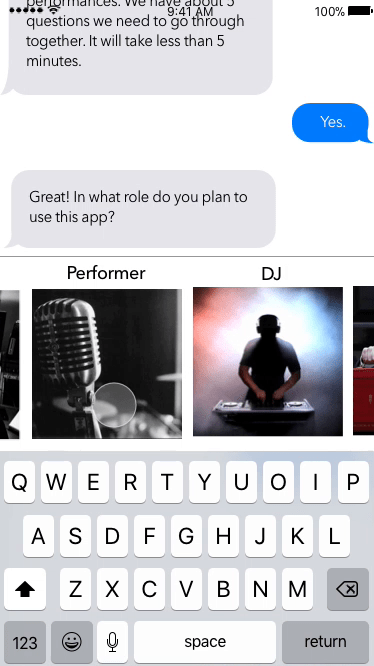 performances. We have about 5
9:41 AM
100%
questions we need to go through
together. It will take less than 5
minutes.
Yes.
Great! In what role do you plan to
use this app?
Performer
DJ
Q W E R T Y U O I P
A S D F G H J K L
Z X C V B N M
123
space
return